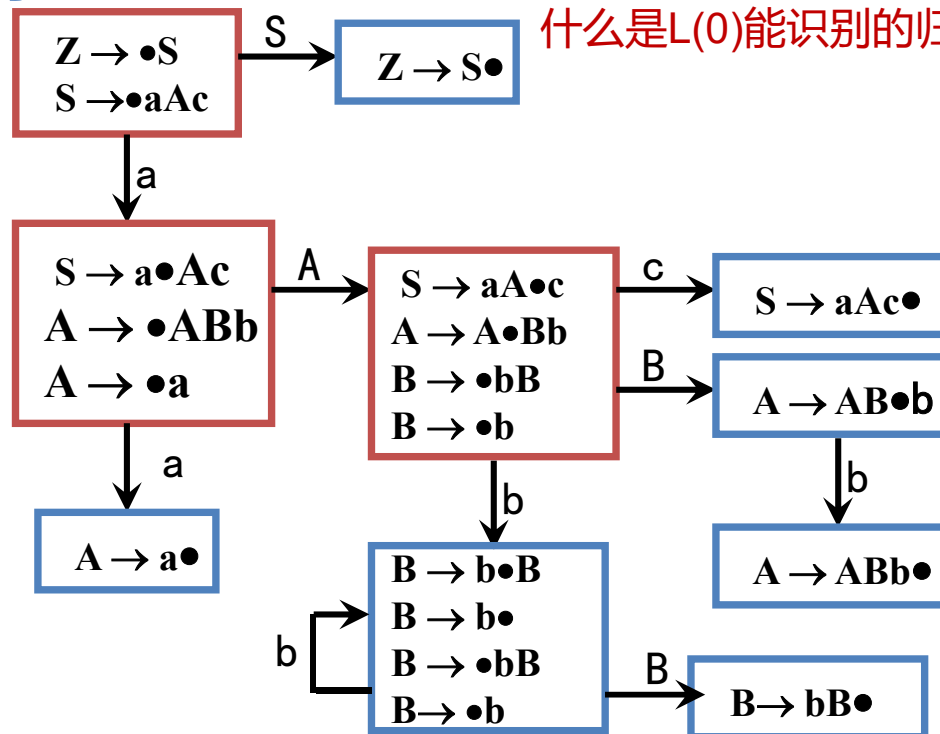 什么是L(0)能识别的归
Z → •S
S → •aAc
S
Z → S•
a
S → a•Ac
A → •ABb
A → •a
A
S → aA•c
A → A•Bb
B → •bB
B → •b
c
S → aAc•
B
A → AB•b
a
b
b
A → a•
B → b•B
B → b•
B → •bB
B → •b
A → ABb•
b
B
B → bB•